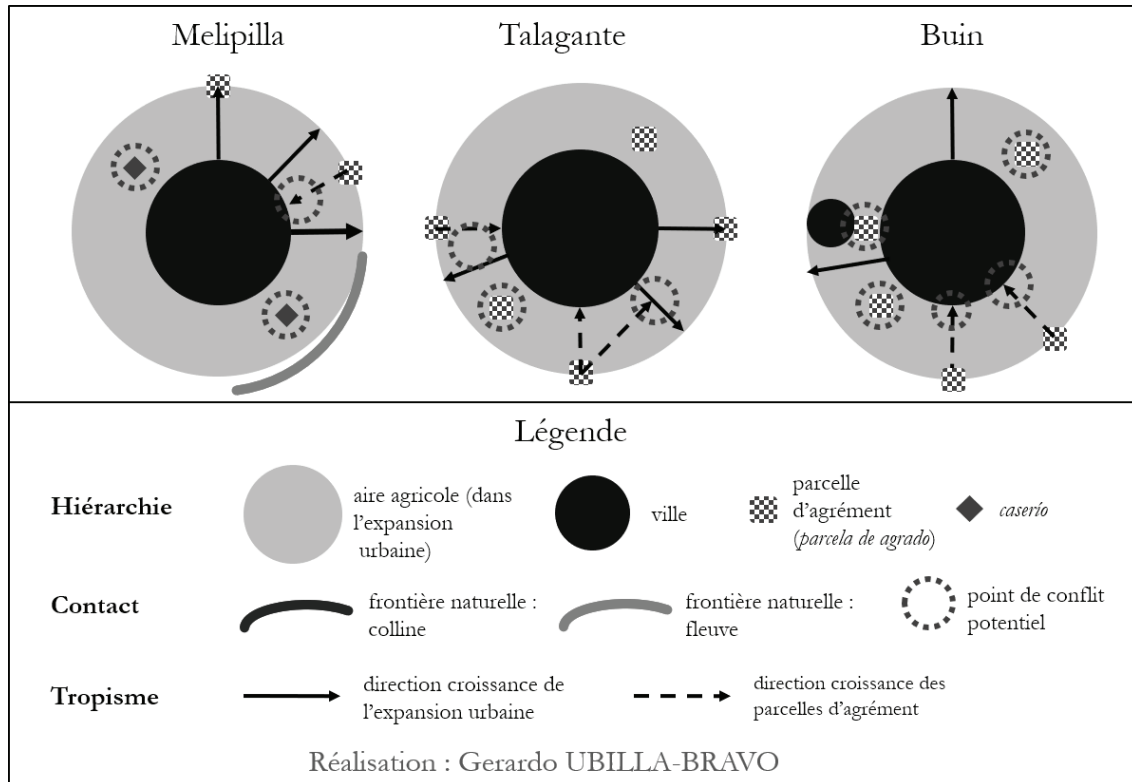 Melipilla
Talagante
Buin
Légende
Hiérarchie
aire agricole (dans
l'expansion
urbaine)
ville
parcelle
d'agrément
(parcela de agrado)
caserío
Contact
frontière naturelle :
colline
frontière naturelle :
fleuve
point de conflit
potentiel
Tropisme
direction croissance de
l'expansion urbaine
direction croissance des
parcelles d'agrément
Réalisation : Gerardo UBILLA-BRAVO